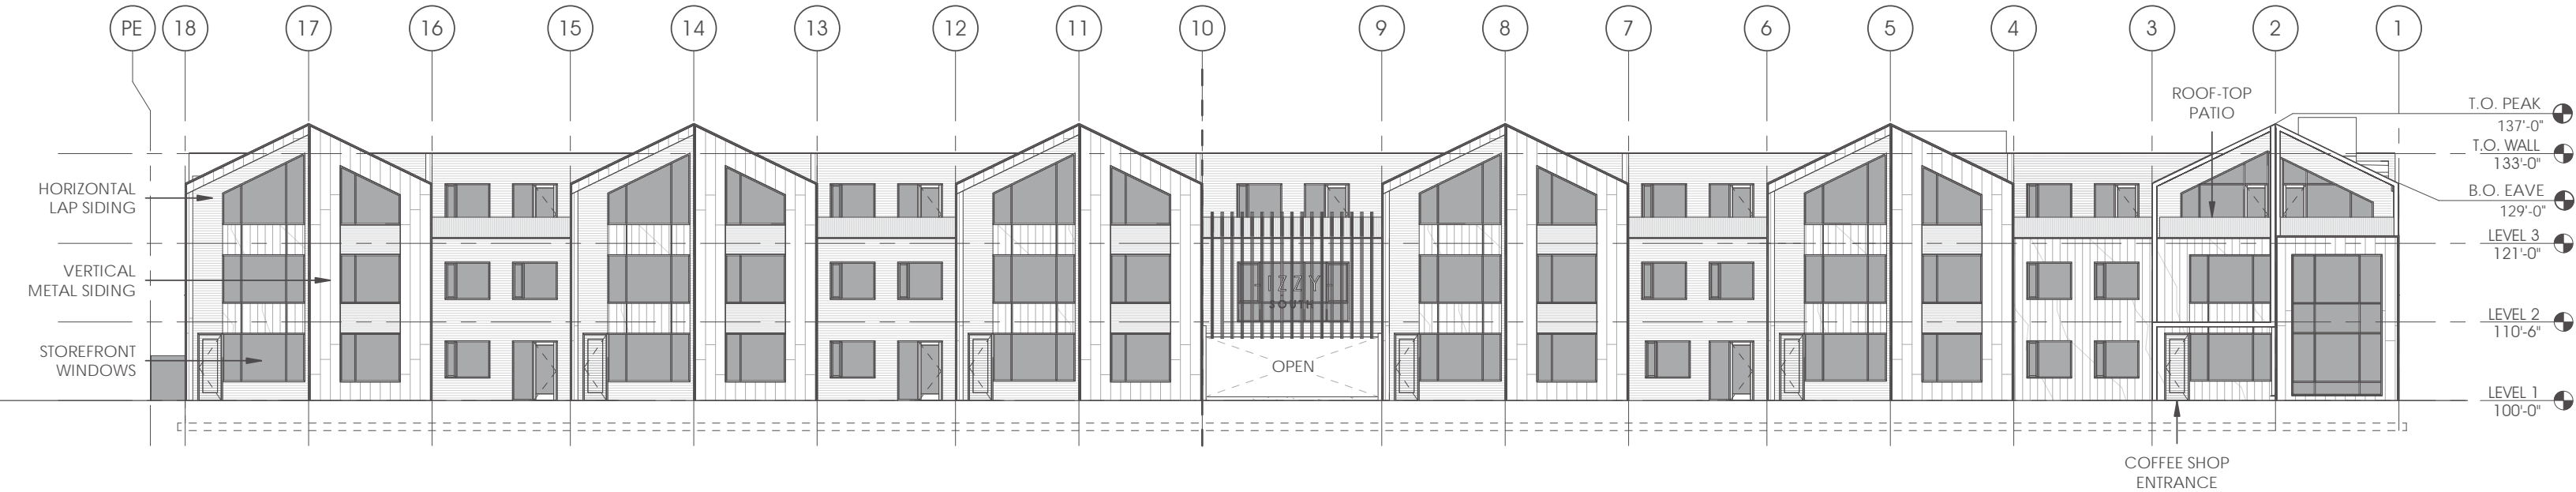 PE 18 17 16 15 14 13 12 11 10 9 8 7 6 5 4 3 2 1
ROOF-TOP
PATIO
T.O. PEAK
137'-0"
T.O. WALL
133'-0"
HORIZONTAL
LAP SIDING
B.O. EAVE
129'-0"
LEVEL 3
121'-0"
VERTICAL
METAL SIDING
IZZY
SOUTH
LEVEL 2
110'-6"
STOREFRONT
WINDOWS
OPEN
LEVEL 1
100'-0"
COFFEE SHOP
ENTRANCE